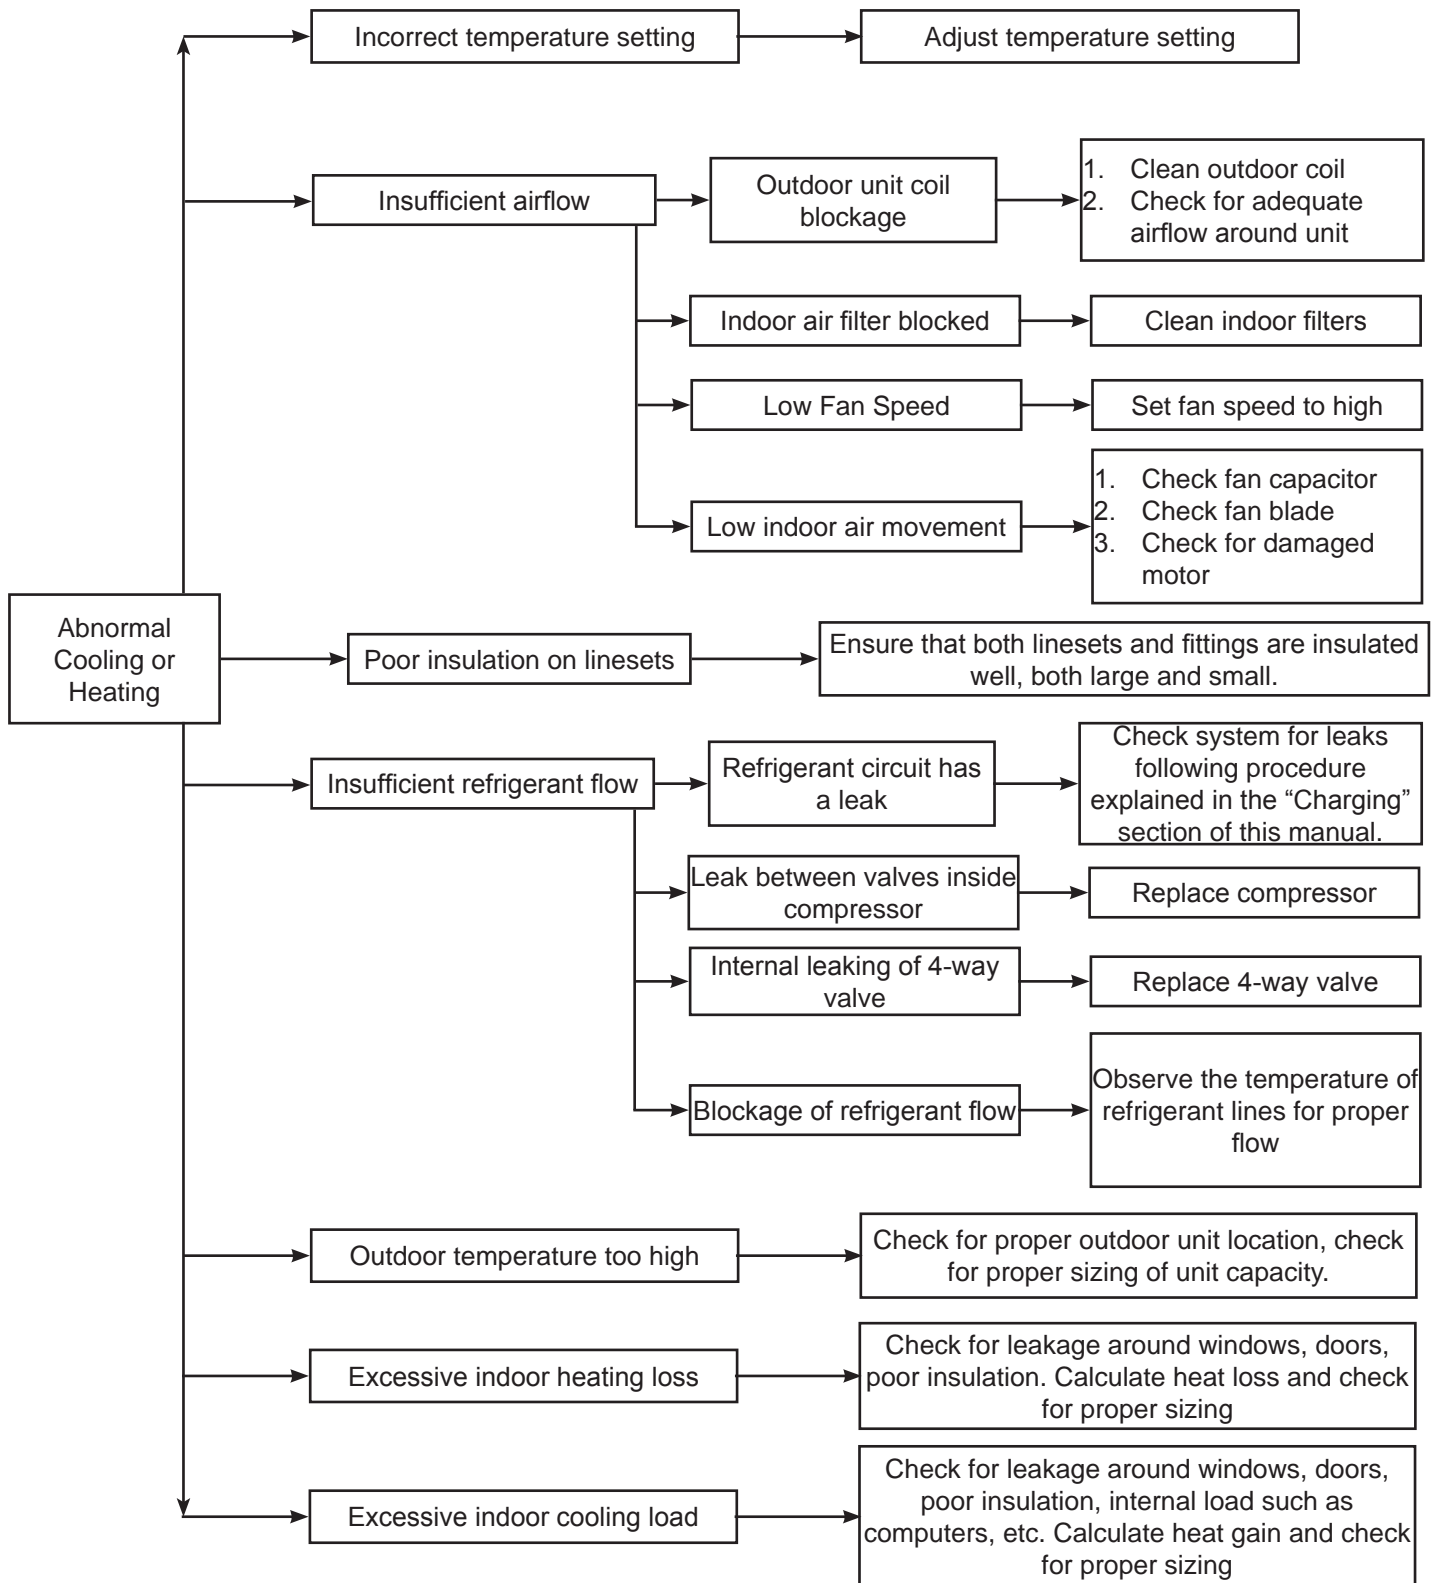 Incorrect temperature setting
Adjust temperature setting
Insufficient airflow
Outdoor unit coil
blockage
1. Clean outdoor coil
2. Check for adequate
airflow around unit
Indoor air filter blocked
Clean indoor filters
Low Fan Speed
Set fan speed to high
Low indoor air movement
1. Check fan capacitor
2. Check fan blade
3. Check for damaged
motor
Abnormal
Cooling or
Heating
Poor insulation on linesets
Ensure that both linesets and fittings are insulated
well, both large and small.
Insufficient refrigerant flow
Refrigerant circuit has
a leak
Check system for leaks
following procedure
explained in the “Charging”
section of this manual.
Leak between valves inside
compressor
Replace compressor
Internal leaking of 4-way
valve
Replace 4-way valve
Blockage of refrigerant flow
Observe the temperature of
refrigerant lines for proper
flow
Outdoor temperature too high
Check for proper outdoor unit location, check
for proper sizing of unit capacity.
Excessive indoor heating loss
Check for leakage around windows, doors,
poor insulation. Calculate heat loss and check
for proper sizing
Excessive indoor cooling load
Check for leakage around windows, doors,
poor insulation, internal load such as
computers, etc. Calculate heat gain and check
for proper sizing